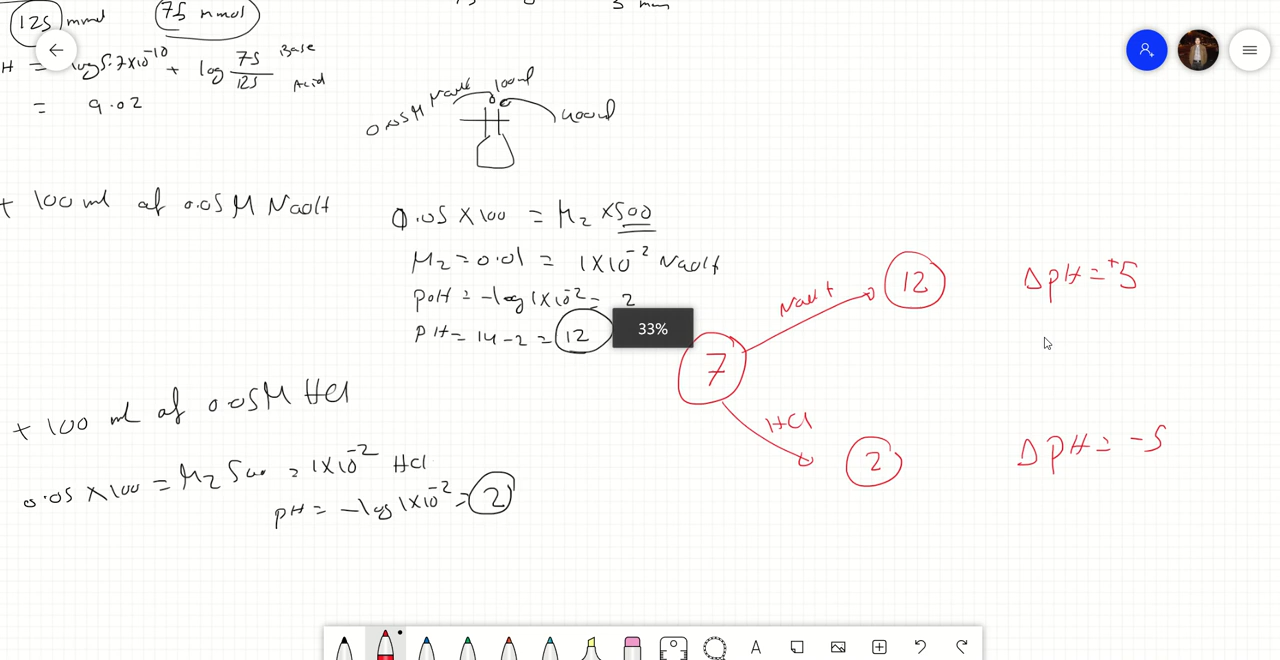 125 mmol 75 mmol
H = log 5.7x10^-10 + log 75/125 Base Acid
= 9.02
0.05M NaOH 100ml
400ml
+ 100 ml of 0.05M NaOH
0.05 x 100 = M2 x 500
M2 = 0.01 = 1x10^-2 NaOH
pOH = -log 1x10^-2 = 2
pH = 14 - 2 = 12
33%
7
NaOH
12
ΔpH = +5
HCl
2
ΔpH = -5
+ 100 ml of 0.05M HCl
0.05 x 100 = M2 500 = 1x10^-2 HCl
pH = -log 1x10^-2 = 2
A